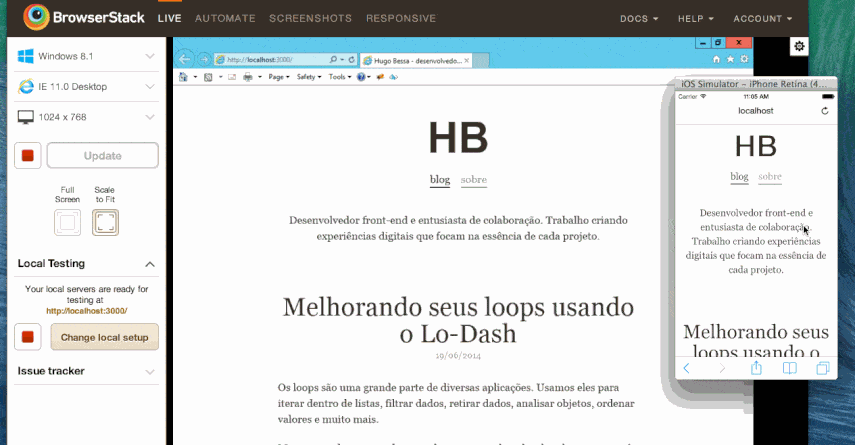 BrowserStack LIVE AUTOMATE SCREENSHOTS RESPONSIVE DOCS HELP ACCOUNT
Windows 8.1
IE 11.0 Desktop
1024 x 768
Update
Full Screen
Scale to Fit
Local Testing
Your local servers are ready for
testing at
http://localhost:3000/
Change local setup
Issue tracker
http://localhost:3000/
Hugo Bessa - desenvolvedo...
Page Safety Tools
HB
blog sobre
Desenvolvedor front-end e entusiasta de colaboração. Trabalho criando
experiências digitais que focam na essência de cada projeto.
Melhorando seus loops usando
o Lo-Dash
19/06/2014
Os loops são uma grande parte de diversas aplicações. Usamos eles para
iterar dentro de listas, filtrar dados, retirar dados, analisar objetos, ordenar
valores e muito mais.
iOS Simulator – iPhone Retina (4...
Carrier 11:05 AM
localhost
HB
blog sobre
Desenvolvedor front-end e
entusiasta de colaboração.
Trabalho criando experiências
digitais que focam na essência
de cada projeto.
Melhorando seus
loops usando o